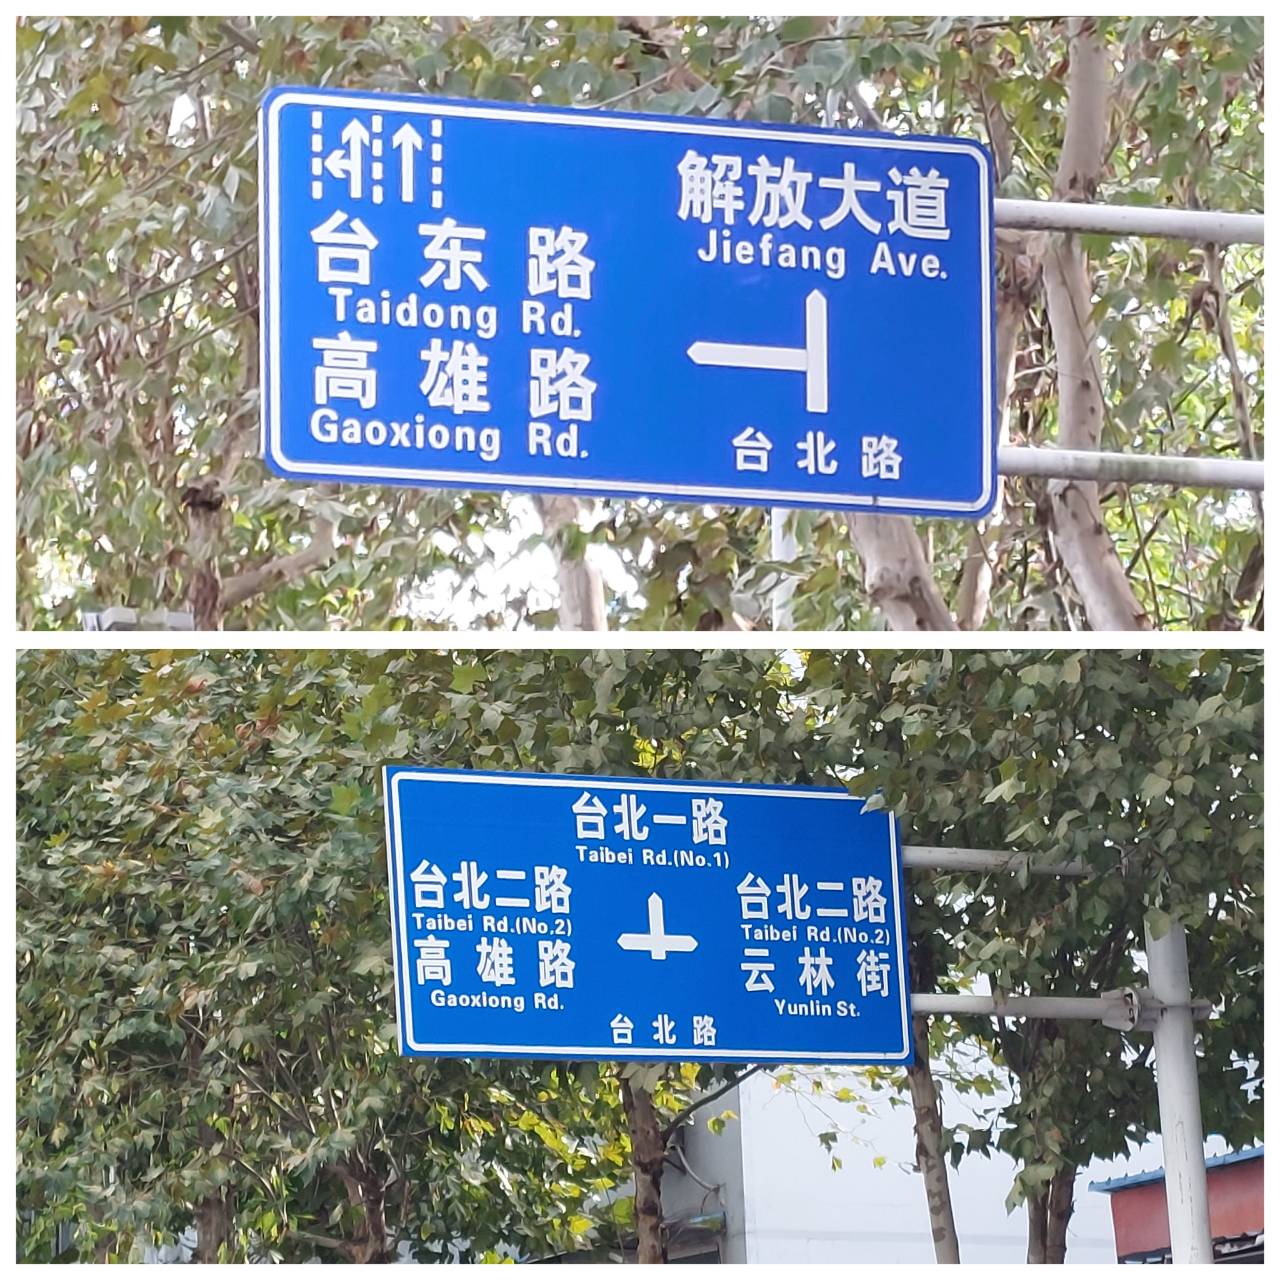 解放大道
Jiefang Ave.
台东路
Taidong Rd.
高雄路
Gaoxiong Rd.
台北路
台北一路
Taibei Rd.(No.1)
台北二路
Taibei Rd.(No.2)
高雄路
Gaoxiong Rd.
台北二路
Taibei Rd.(No.2)
云林街
Yunlin St.
台北路